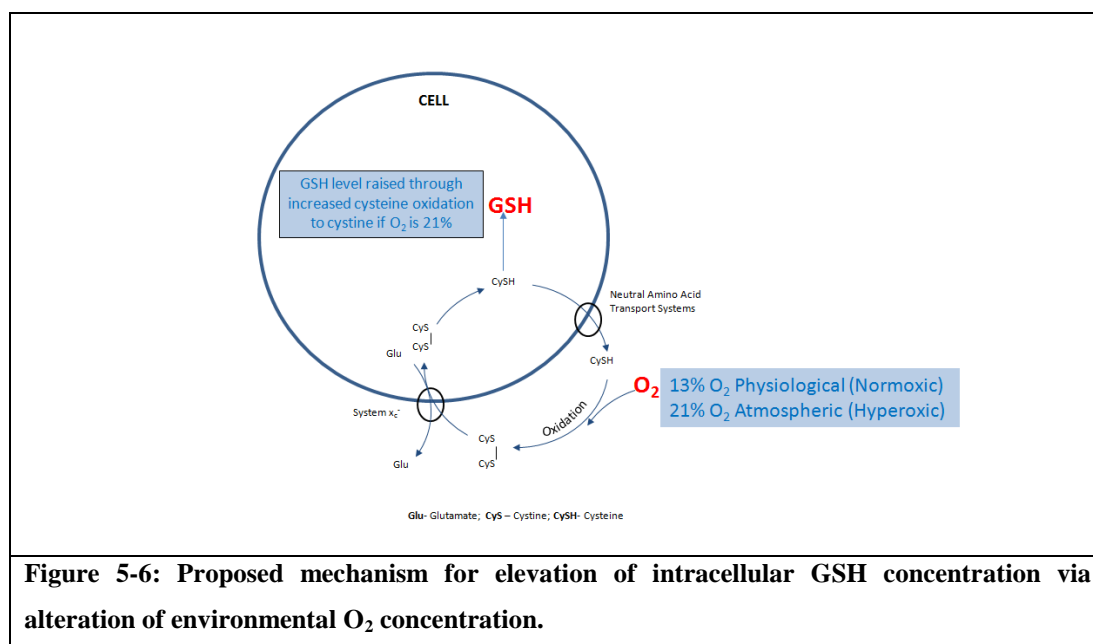 CELL
GSH level raised through
increased cysteine oxidation
to cystine if O₂ is 21%
GSH
CySH
Neutral Amino Acid
Transport Systems
CyS
CyS
Glu
CySH
O₂
13% O₂ Physiological (Normoxic)
21% O₂ Atmospheric (Hyperoxic)
Oxidation
System xc⁻
CyS
CyS
Glu
Glu- Glutamate; CyS – Cystine; CySH- Cysteine
Figure 5-6: Proposed mechanism for elevation of intracellular GSH concentration via
alteration of environmental O₂ concentration.